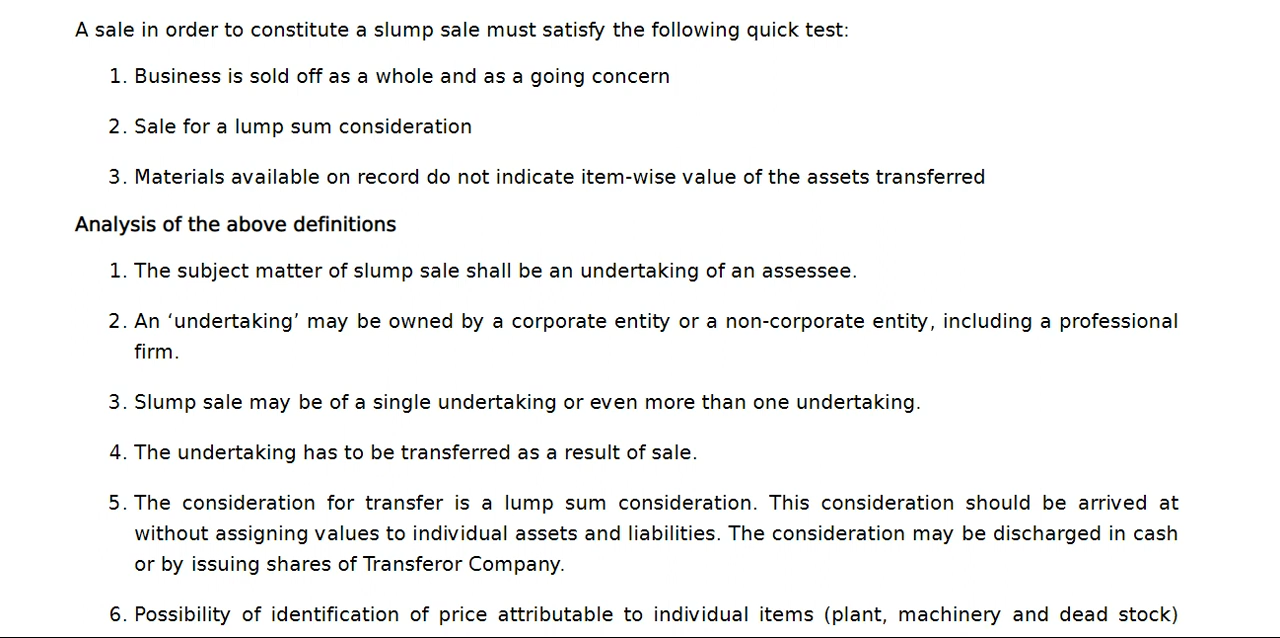 A sale in order to constitute a slump sale must satisfy the following quick test:
1. Business is sold off as a whole and as a going concern
2. Sale for a lump sum consideration
3. Materials available on record do not indicate item-wise value of the assets transferred
Analysis of the above definitions
1. The subject matter of slump sale shall be an undertaking of an assessee.
2. An ‘undertaking’ may be owned by a corporate entity or a non-corporate entity, including a professional
firm.
3. Slump sale may be of a single undertaking or even more than one undertaking.
4. The undertaking has to be transferred as a result of sale.
5. The consideration for transfer is a lump sum consideration. This consideration should be arrived at
without assigning values to individual assets and liabilities. The consideration may be discharged in cash
or by issuing shares of Transferor Company.
6. Possibility of identification of price attributable to individual items (plant, machinery and dead stock)